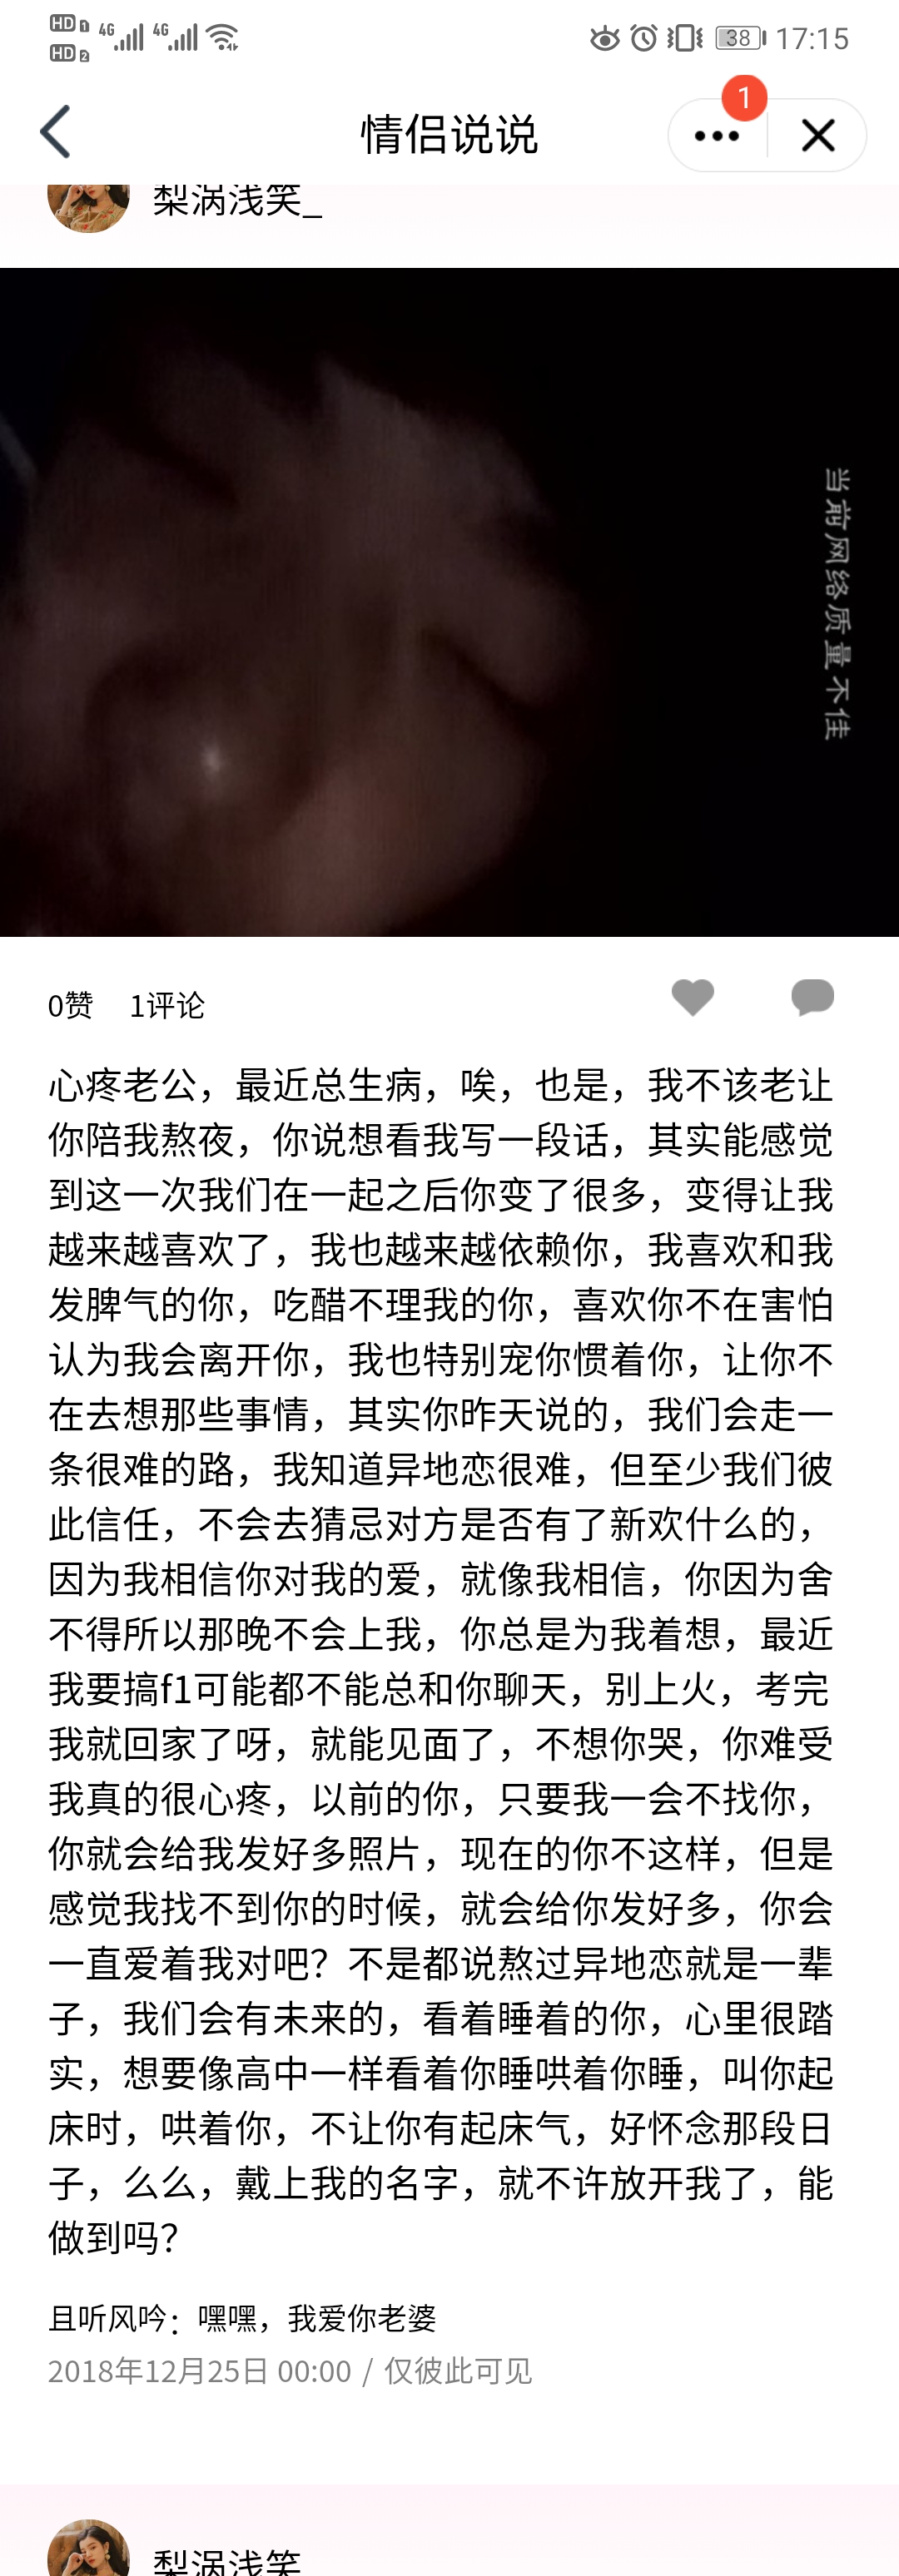 HD 1 4G 4G
HD 2
38 17:15
情侣说说
1
梨涡浅笑_
当前网络质量不佳
0赞 1评论
心疼老公，最近总生病，唉，也是，我不该老让
你陪我熬夜，你说想看我写一段话，其实能感觉
到这一次我们在一起之后你变了很多，变得让我
越来越喜欢了，我也越来越依赖你，我喜欢和我
发脾气的你，吃醋不理我的你，喜欢你不在害怕
认为我会离开你，我也特别宠你惯着你，让你不
在去想那些事情，其实你昨天说的，我们会走一
条很难的路，我知道异地恋很难，但至少我们彼
此信任，不会去猜忌对方是否有了新欢什么的，
因为我相信你对我的爱，就像我相信，你因为舍
不得所以那晚不会上我，你总是为我着想，最近
我要搞f1可能都不能总和你聊天，别上火，考完
我就回家了呀，就能见面了，不想你哭，你难受
我真的很心疼，以前的你，只要我一会不找你，
你就会给我发好多照片，现在的你不这样，但是
感觉我找不到你的时候，就会给你发好多，你会
一直爱着我对吧？不是都说熬过异地恋就是一辈
子，我们会有未来的，看着睡着的你，心里很踏
实，想要像高中一样看着你睡哄着你睡，叫你起
床时，哄着你，不让你有起床气，好怀念那段日
子，么么，戴上我的名字，就不许放开我了，能
做到吗？
且听风吟：嘿嘿，我爱你老婆
2018年12月25日 00:00 / 仅彼此可见
梨涡浅笑